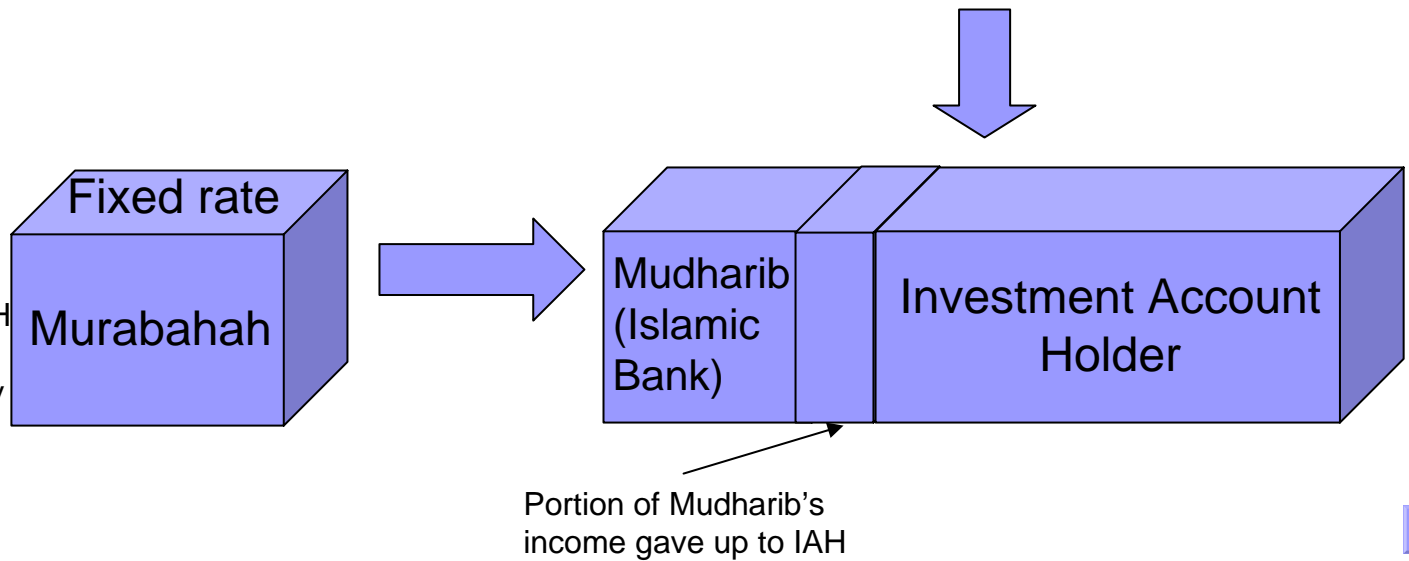 Fixed rate
Murabahah
Mudharib
(Islamic
Bank)
Investment Account
Holder
Portion of Mudharib’s
income gave up to IAH